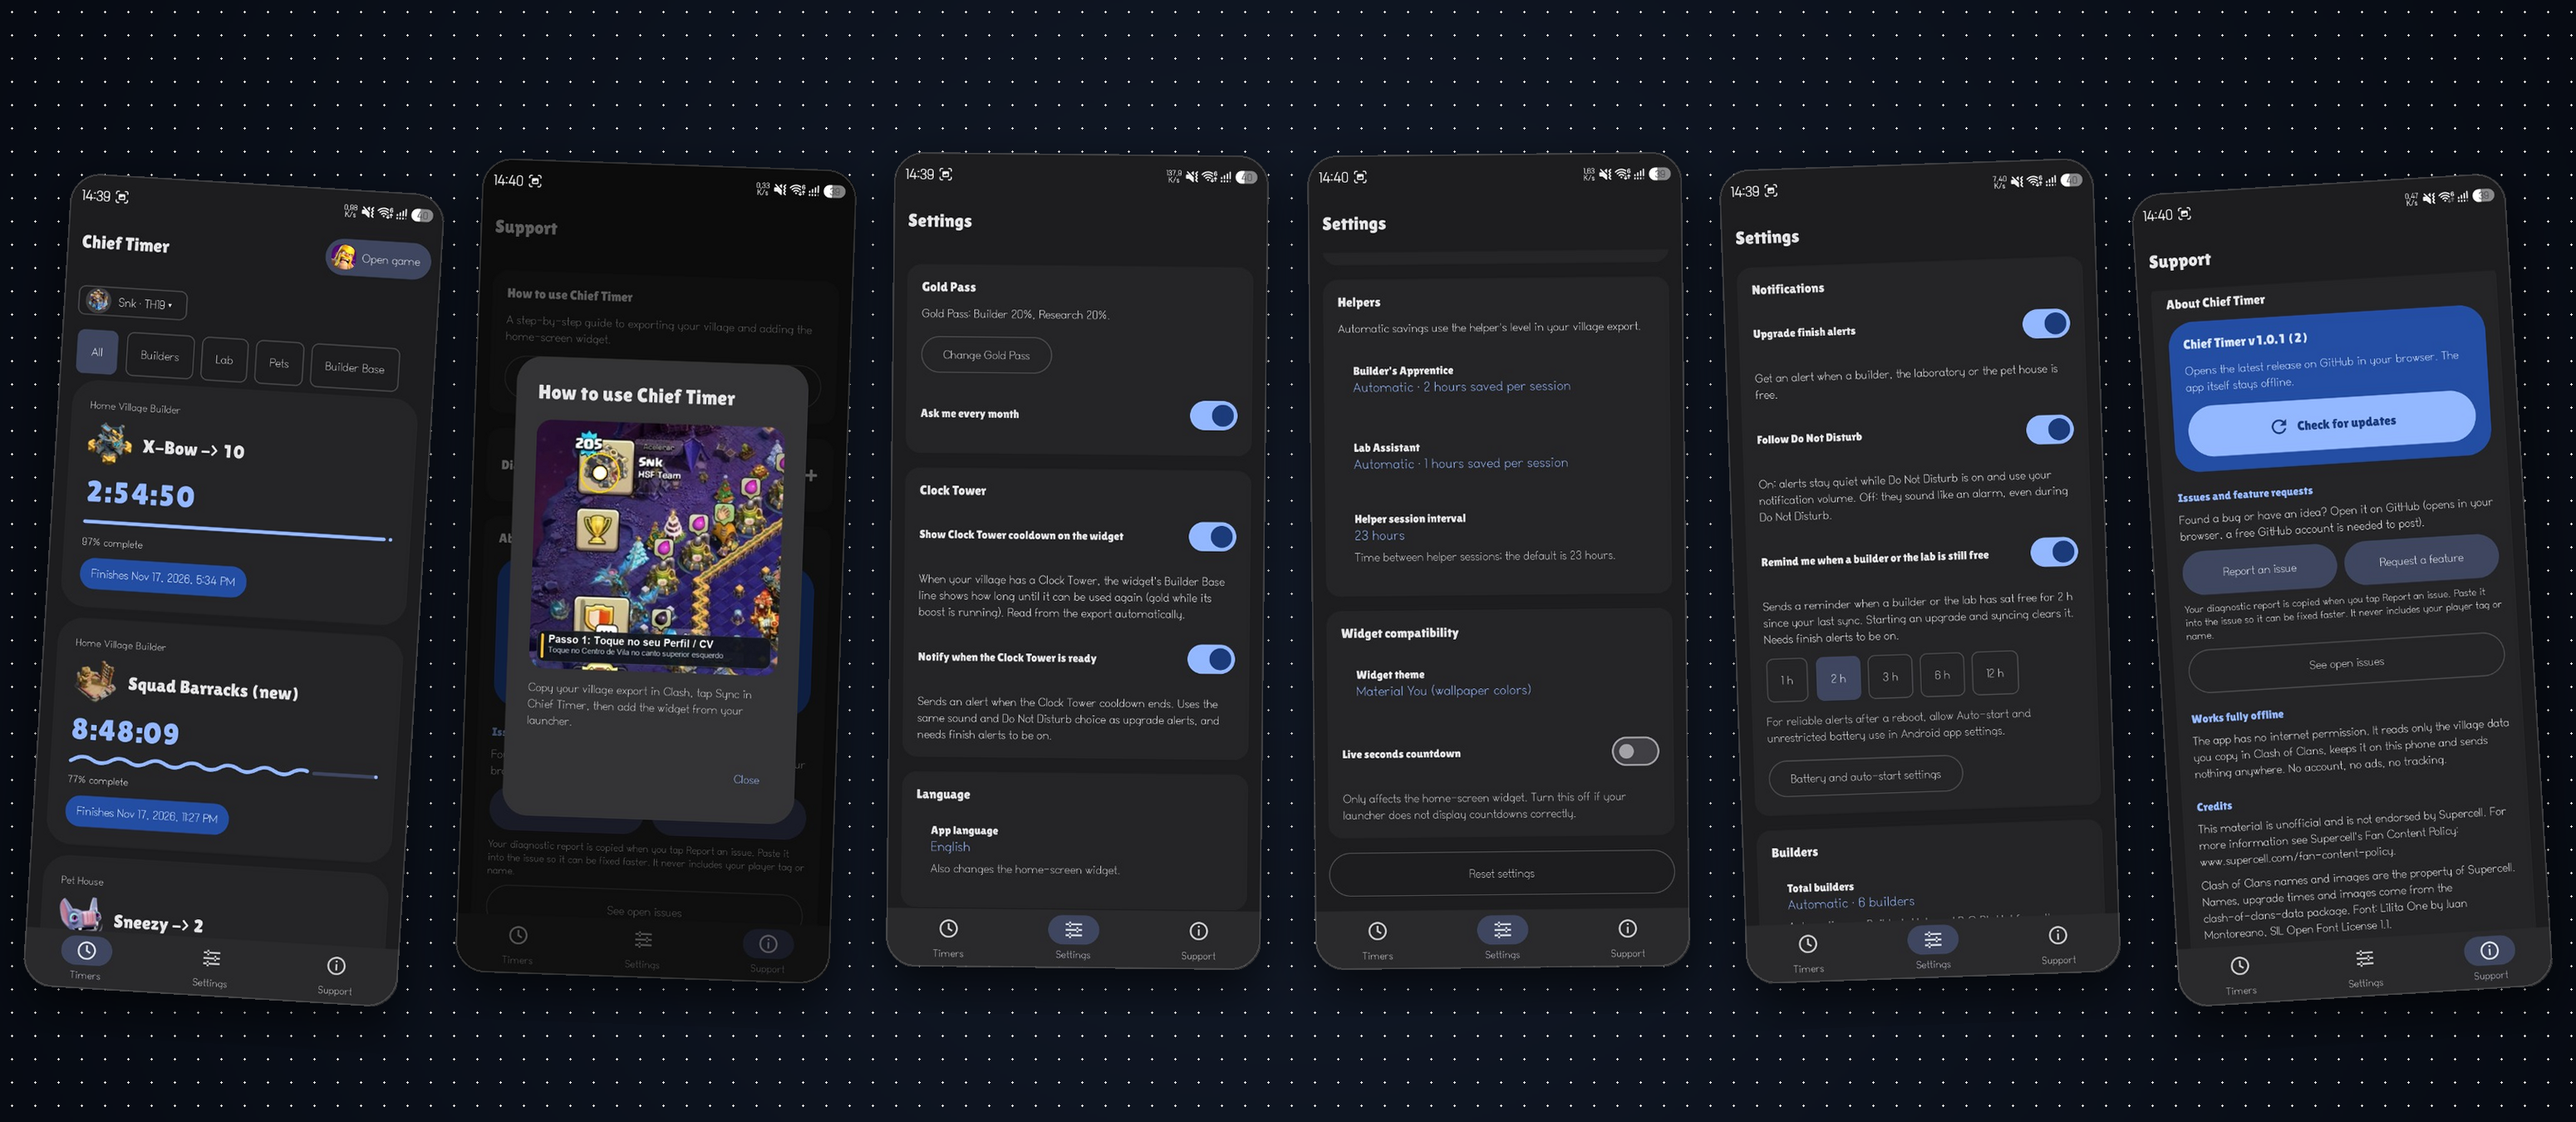 14:39
0,98
K/s
40
Chief Timer
Open game
Snk · TH19 ▾
All
Builders
Lab
Pets
Builder Base
Home Village Builder
X-Bow -> 10
2:54:50
97% complete
Finishes Nov 17, 2026, 5:34 PM
Home Village Builder
Squad Barracks (new)
8:48:09
77% complete
Finishes Nov 17, 2026, 11:27 PM
Pet House
Sneezy -> 2
Timers
Settings
Support
14:40
0,33
K/s
39
Support
How to use Chief Timer
A step-by-step guide to exporting your village and adding the
home-screen widget.
How to use Chief Timer
205
Snk
HSF Team
Passo 1: Toque no seu Perfil / CV
Toque no Centro de Vila no canto superior esquerdo
Copy your village export in Clash, tap Sync in
Chief Timer, then add the widget from your
launcher.
Close
Your diagnostic report is copied when you tap Report an issue. Paste it
into the issue so it can be fixed faster. It never includes your player tag or
name.
See open issues
Timers
Settings
Support
14:39
137,9
K/s
40
Settings
Gold Pass
Gold Pass: Builder 20%, Research 20%.
Change Gold Pass
Ask me every month
Clock Tower
Show Clock Tower cooldown on the widget
When your village has a Clock Tower, the widget's Builder Base
line shows how long until it can be used again (gold while its
boost is running). Read from the export automatically.
Notify when the Clock Tower is ready
Sends an alert when the Clock Tower cooldown ends. Uses the
same sound and Do Not Disturb choice as upgrade alerts, and
needs finish alerts to be on.
Language
App language
English
Also changes the home-screen widget.
Timers
Settings
Support
14:40
1,63
K/s
39
Settings
Helpers
Automatic savings use the helper's level in your village export.
Builder's Apprentice
Automatic · 2 hours saved per session
Lab Assistant
Automatic · 1 hours saved per session
Helper session interval
23 hours
Time between helper sessions; the default is 23 hours.
Widget compatibility
Widget theme
Material You (wallpaper colors)
Live seconds countdown
Only affects the home-screen widget. Turn this off if your
launcher does not display countdowns correctly.
Reset settings
Timers
Settings
Support
14:39
7,40
K/s
40
Settings
Notifications
Upgrade finish alerts
Get an alert when a builder, the laboratory or the pet house is
free.
Follow Do Not Disturb
On: alerts stay quiet while Do Not Disturb is on and use your
notification volume. Off: they sound like an alarm, even during
Do Not Disturb.
Remind me when a builder or the lab is still free
Sends a reminder when a builder or the lab has sat free for 2 h
since your last sync. Starting an upgrade and syncing clears it.
Needs finish alerts to be on.
1 h
2 h
3 h
6 h
12 h
For reliable alerts after a reboot, allow Auto-start and
unrestricted battery use in Android app settings.
Battery and auto-start settings
Builders
Total builders
Automatic · 6 builders
Timers
Settings
Support
14:40
0,47
K/s
39
Support
About Chief Timer
Chief Timer v1.0.1 (2)
Opens the latest release on GitHub in your browser. The
app itself stays offline.
Check for updates
Issues and feature requests
Found a bug or have an idea? Open it on GitHub (opens in your
browser, a free GitHub account is needed to post).
Report an issue
Request a feature
Your diagnostic report is copied when you tap Report an issue. Paste it
into the issue so it can be fixed faster. It never includes your player tag or
name.
See open issues
Works fully offline
The app has no internet permission. It reads only the village data
you copy in Clash of Clans, keeps it on this phone and sends
nothing anywhere. No account, no ads, no tracking.
Credits
This material is unofficial and is not endorsed by Supercell. For
more information see Supercell's Fan Content Policy:
www.supercell.com/fan-content-policy.
Clash of Clans names and images are the property of Supercell.
Names, upgrade times and images come from the
clash-of-clans-data package. Font: Lilita One by Juan
Montoreano, SIL Open Font License 1.1.
Timers
Settings
Support